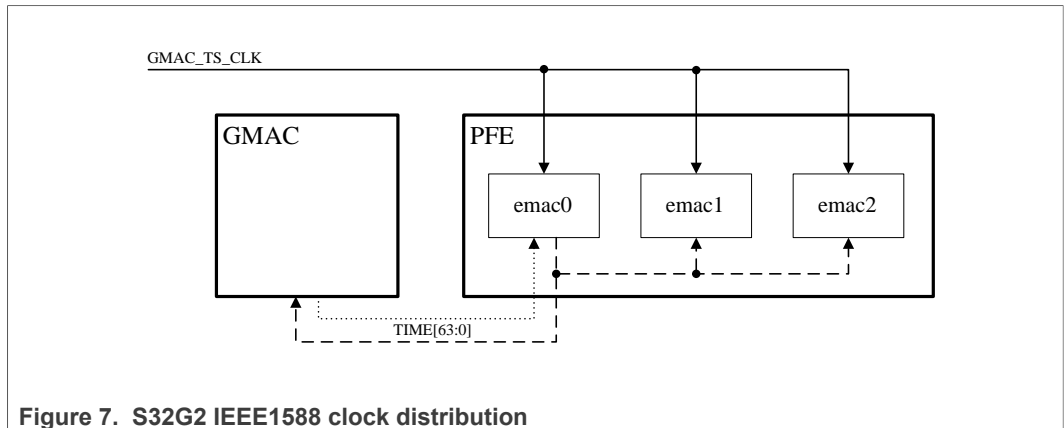 GMAC_TS_CLK
GMAC
PFE
emac0
emac1
emac2
TIME[63:0]
Figure 7. S32G2 IEEE1588 clock distribution